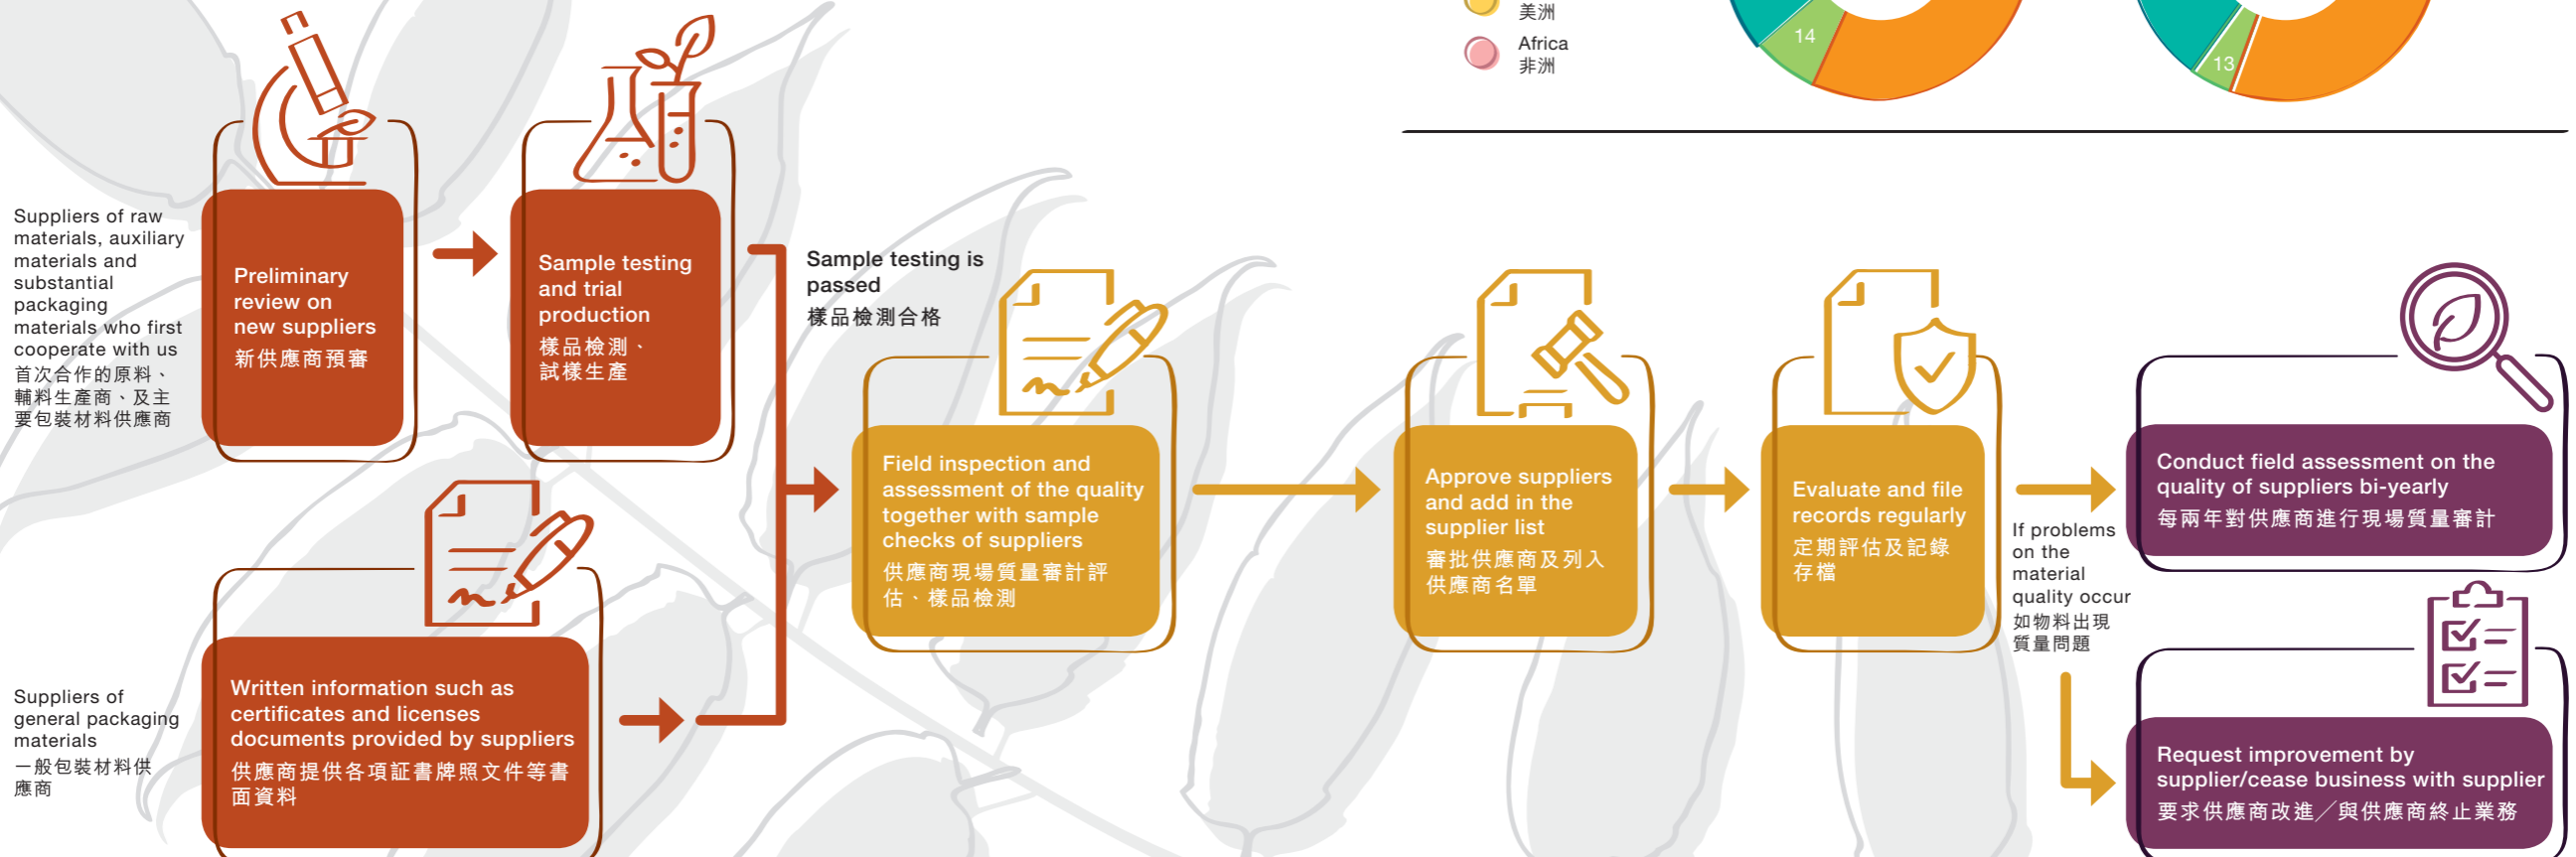 美洲
Africa
非洲
14
13
Suppliers of raw
materials, auxiliary
materials and
substantial
packaging
materials who first
cooperate with us
首次合作的原料、
輔料生產商、及主
要包裝材料供應商
Preliminary
review on
new suppliers
新供應商預審
Sample testing
and trial
production
樣品檢測、
試樣生產
Sample testing is
passed
樣品檢測合格
Suppliers of
general packaging
materials
一般包裝材料供
應商
Written information such as
certificates and licenses
documents provided by suppliers
供應商提供各項証書牌照文件等書
面資料
Field inspection and
assessment of the quality
together with sample
checks of suppliers
供應商現場質量審計評
估、樣品檢測
Approve suppliers
and add in the
supplier list
審批供應商及列入
供應商名單
Evaluate and file
records regularly
定期評估及記錄
存檔
If problems
on the
material
quality occur
如物料出現
質量問題
Conduct field assessment on the
quality of suppliers bi-yearly
每兩年對供應商進行現場質量審計
Request improvement by
supplier/cease business with supplier
要求供應商改進／與供應商終止業務